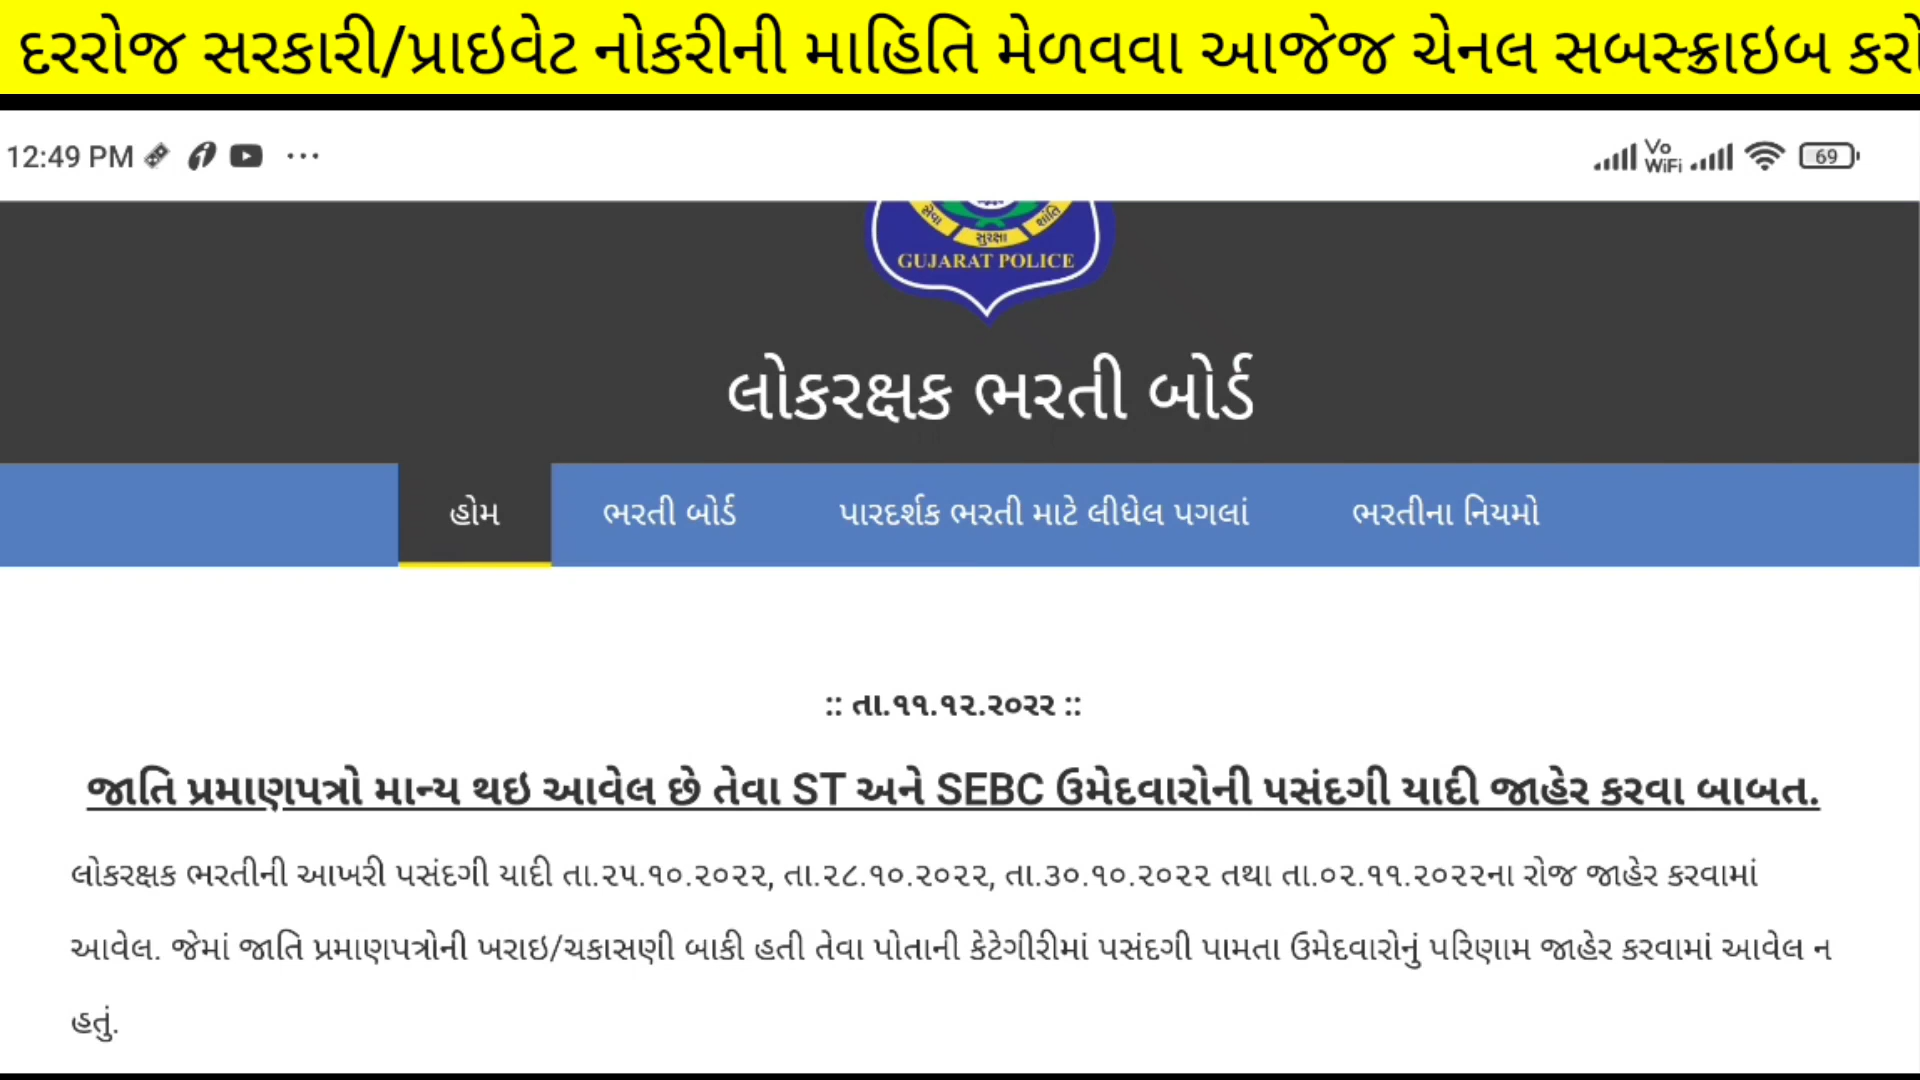 દરરોજ સરકારી/પ્રાઇવેટ નોકરીની માહિતિ મેળવવા આજેજ ચેનલ સબસ્ક્રાઇબ કરો
12:49 PM ... Vo WiFi 69
સેવા સુરક્ષા શાંતિ
GUJARAT POLICE
લોકરક્ષક ભરતી બોર્ડ
હોમ ભરતી બોર્ડ પારદર્શક ભરતી માટે લીધેલ પગલાં ભરતીના નિયમો
:: તા.૧૧.૧૨.૨૦૨૨ ::
જાતિ પ્રમાણપત્રો માન્ય થઇ આવેલ છે તેવા ST અને SEBC ઉમેદવારોની પસંદગી યાદી જાહેર કરવા બાબત.
લોકરક્ષક ભરતીની આખરી પસંદગી યાદી તા.૨૫.૧૦.૨૦૨૨, તા.૨૮.૧૦.૨૦૨૨, તા.૩૦.૧૦.૨૦૨૨ તથા તા.૦૨.૧૧.૨૦૨૨ના રોજ જાહેર કરવામાં
આવેલ. જેમાં જાતિ પ્રમાણપત્રોની ખરાઇ/ચકાસણી બાકી હતી તેવા પોતાની કેટેગીરીમાં પસંદગી પામતા ઉમેદવારોનું પરિણામ જાહેર કરવામાં આવેલ ન
હતું.